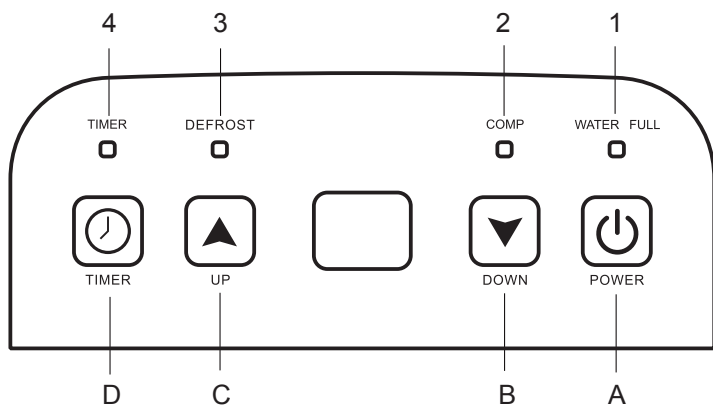 4 3 2 1
TIMER DEFROST COMP WATER FULL
TIMER UP DOWN POWER
D C B A